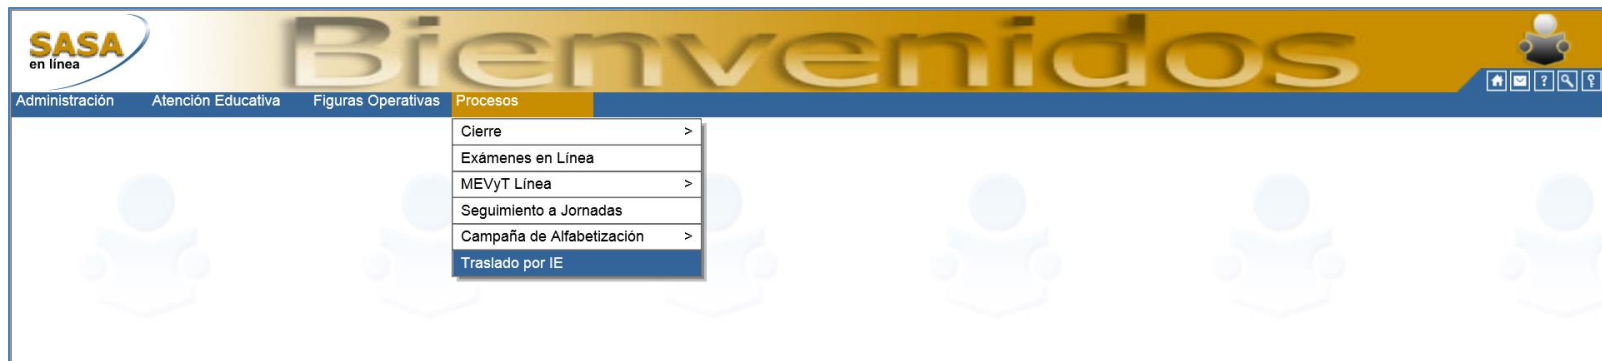 Bienvenidos
SASA
en línea
Administración Atención Educativa Figuras Operativas Procesos
Cierre >
Exámenes en Línea
MEVyT Línea >
Seguimiento a Jornadas
Campaña de Alfabetización >
Traslado por IE